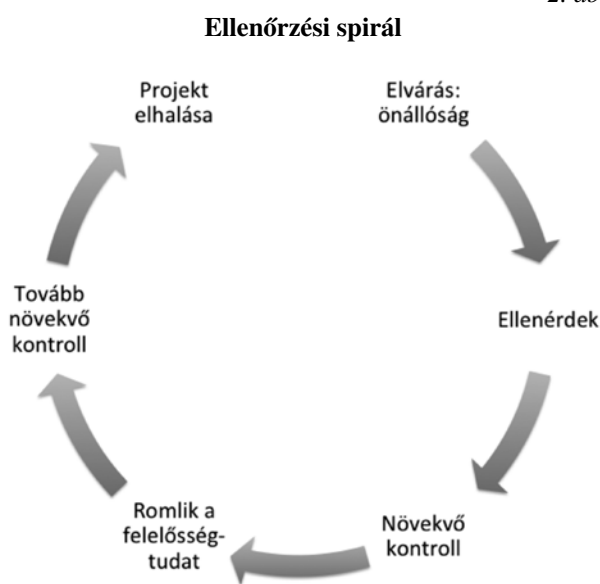 Ellenőrzési spirál
Elvárás:
önállóság
Ellenérdek
Növekvő
kontroll
Romlik a
felelősség-
tudat
Tovább
növekvő
kontroll
Projekt
elhalása